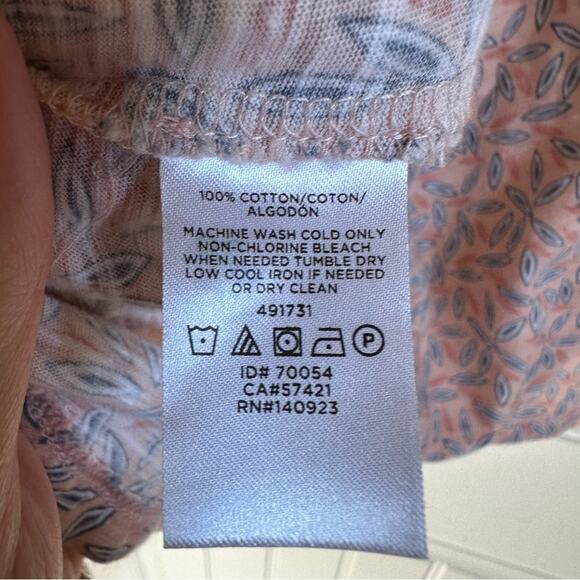 100% COTTON/COTON/
ALGODÓN
MACHINE WASH COLD ONLY
NON-CHLORINE BLEACH
WHEN NEEDED TUMBLE DRY
LOW COOL IRON IF NEEDED
OR DRY CLEAN
491731
P
ID# 70054
CA#57421
RN#140923